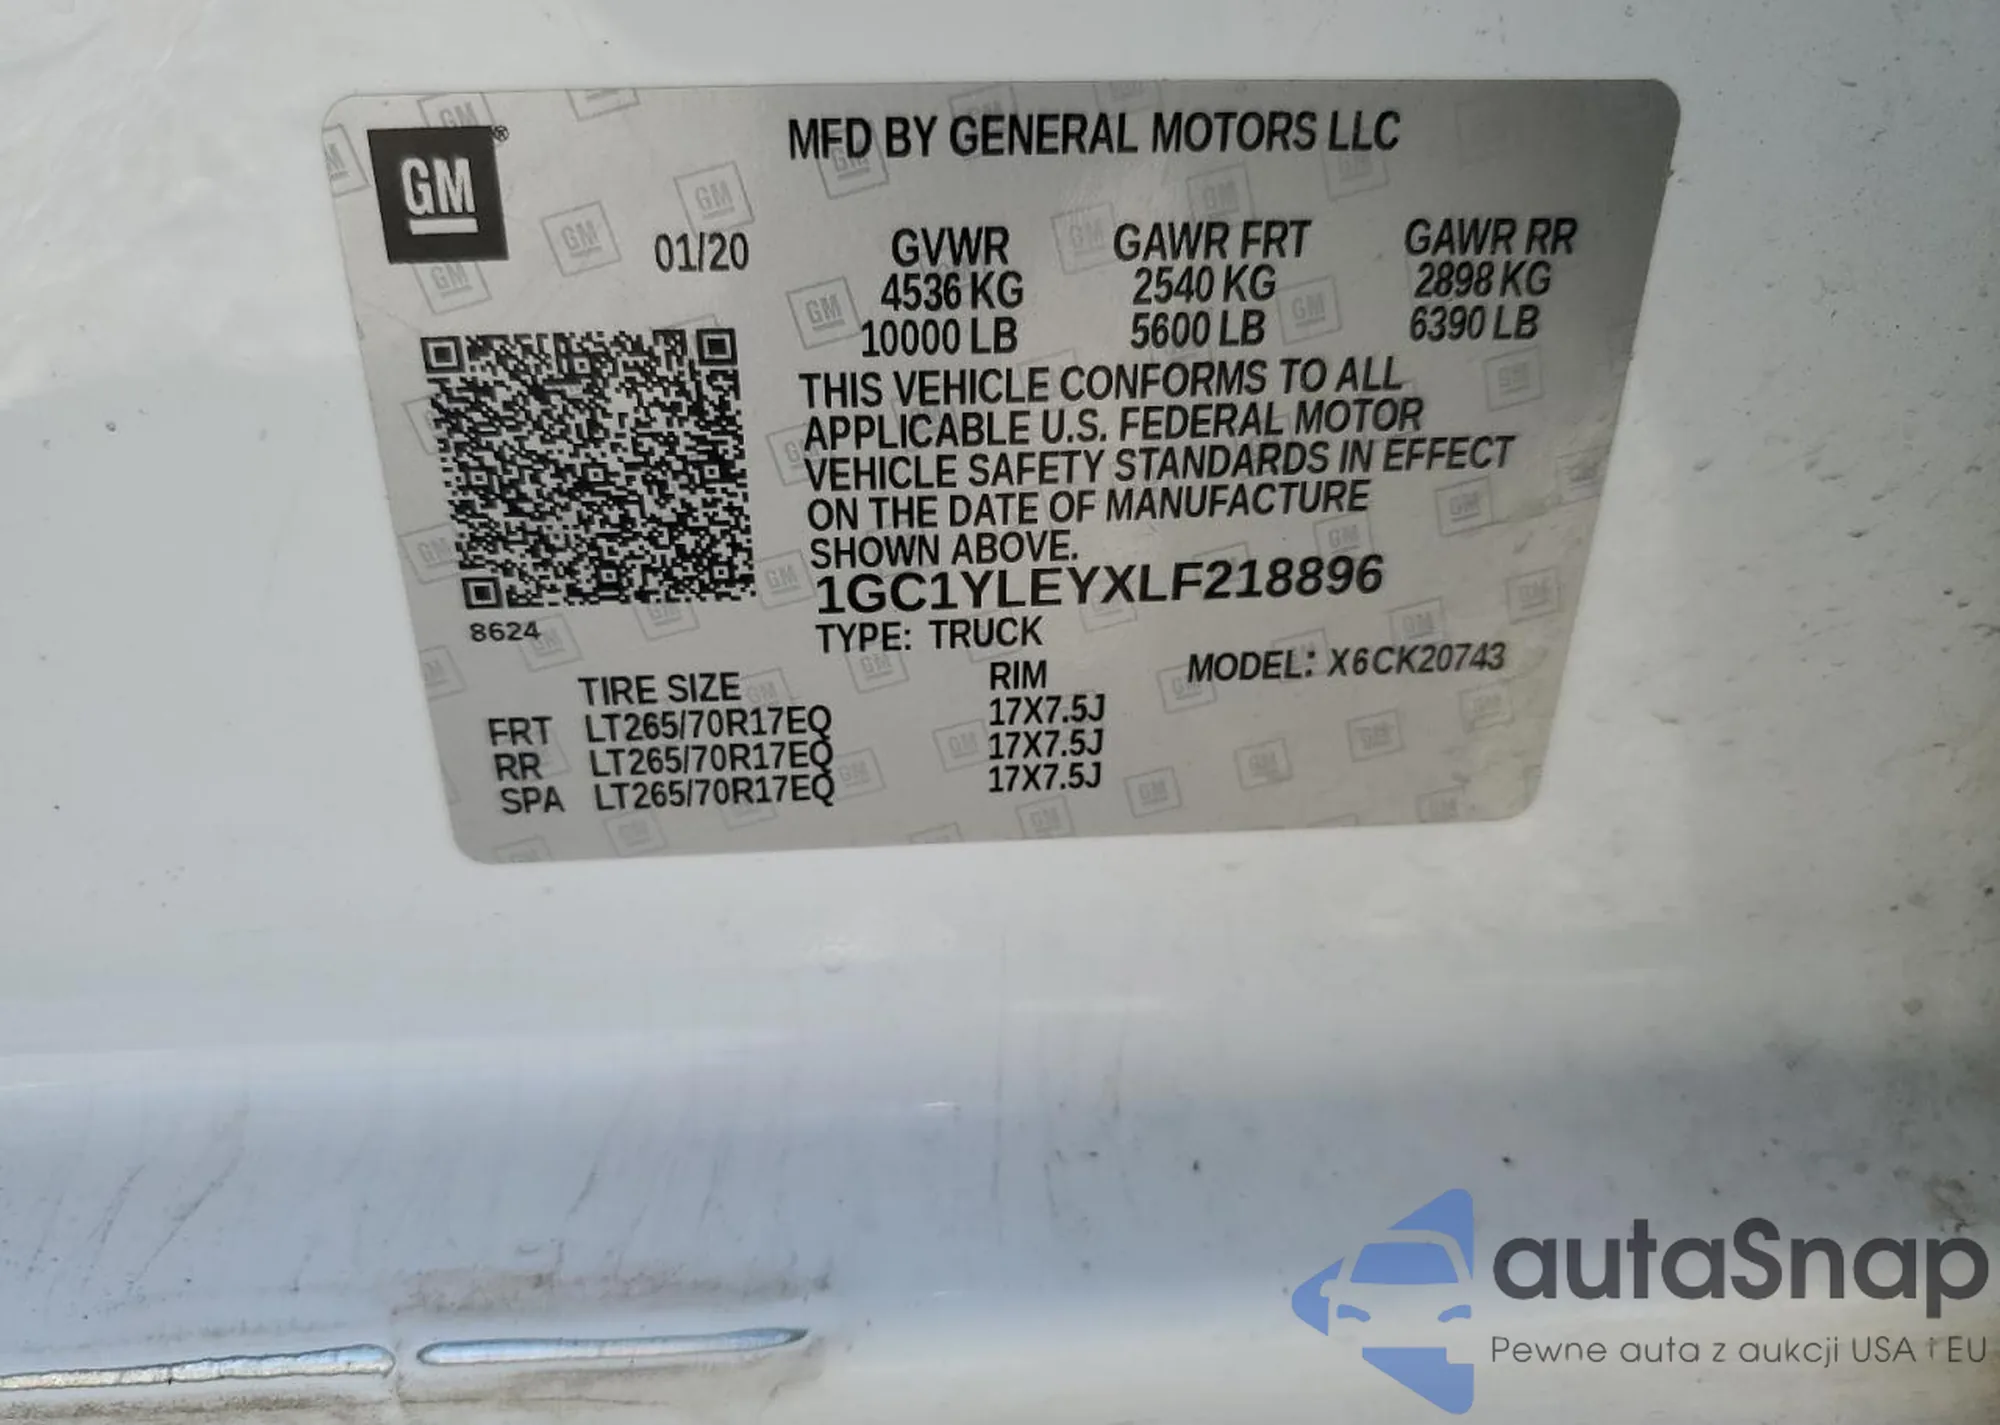 GM®
MFD BY GENERAL MOTORS LLC
01/20
GVWR GAWR FRT GAWR RR
4536 KG 2540 KG 2898 KG
10000 LB 5600 LB 6390 LB
THIS VEHICLE CONFORMS TO ALL
APPLICABLE U.S. FEDERAL MOTOR
VEHICLE SAFETY STANDARDS IN EFFECT
ON THE DATE OF MANUFACTURE
SHOWN ABOVE.
1GC1YLEYXLF218896
8624
TYPE: TRUCK
MODEL: X6CK20743
TIRE SIZE RIM
FRT LT265/70R17EQ 17X7.5J
RR LT265/70R17EQ 17X7.5J
SPA LT265/70R17EQ 17X7.5J
autaSnap
Pewne auta z aukcji USA i EU